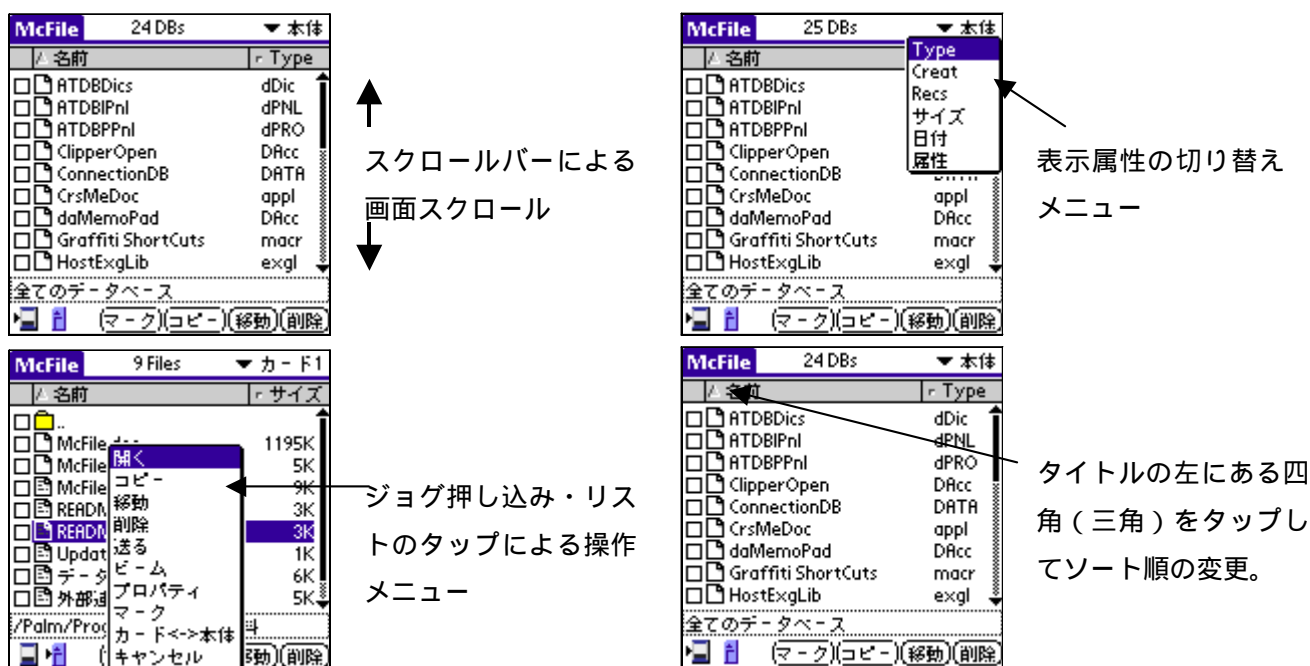 McFile 24 DBs ▼ 本体
名前 Type
ATDBDics dDic
ATDBIPnl dPNL
ATDBPPnl dPRO
ClipperOpen DAcc
ConnectionDB DATA
CrsMeDoc appl
daMemoPad DAcc
Graffiti ShortCuts macr
HostExgLib exgl
全てのデータベース
マーク コピー 移動 削除
スクロールバーによる
画面スクロール
McFile 25 DBs ▼ 本体
名前
Type
Creat
Recs
サイズ
日付
属性
ATDBDics
ATDBIPnl
ATDBPPnl
ClipperOpen
ConnectionDB
CrsMeDoc appl
daMemoPad DAcc
Graffiti ShortCuts macr
HostExgLib exgl
全てのデータベース
マーク コピー 移動 削除
表示属性の切り替え
メニュー
McFile 9 Files ▼ カード1
名前 サイズ
..
McFile 1195K
McFile 5K
McFile 9K
READM 3K
READM 3K
Updat 1K
データ 6K
外部 5K
/Palm/Pro
移動 削除
開く
コピー
移動
削除
送る
ビーム
プロパティ
マーク
カード<->本体
キャンセル
ジョグ押し込み・リス
トのタップによる操作
メニュー
McFile 24 DBs ▼ 本体
名前 Type
ATDBDics dDic
ATDBIPnl dPNL
ATDBPPnl dPRO
ClipperOpen DAcc
ConnectionDB DATA
CrsMeDoc appl
daMemoPad DAcc
Graffiti ShortCuts macr
HostExgLib exgl
全てのデータベース
マーク コピー 移動 削除
タイトルの左にある四
角(三角)をタップし
てソート順の変更。